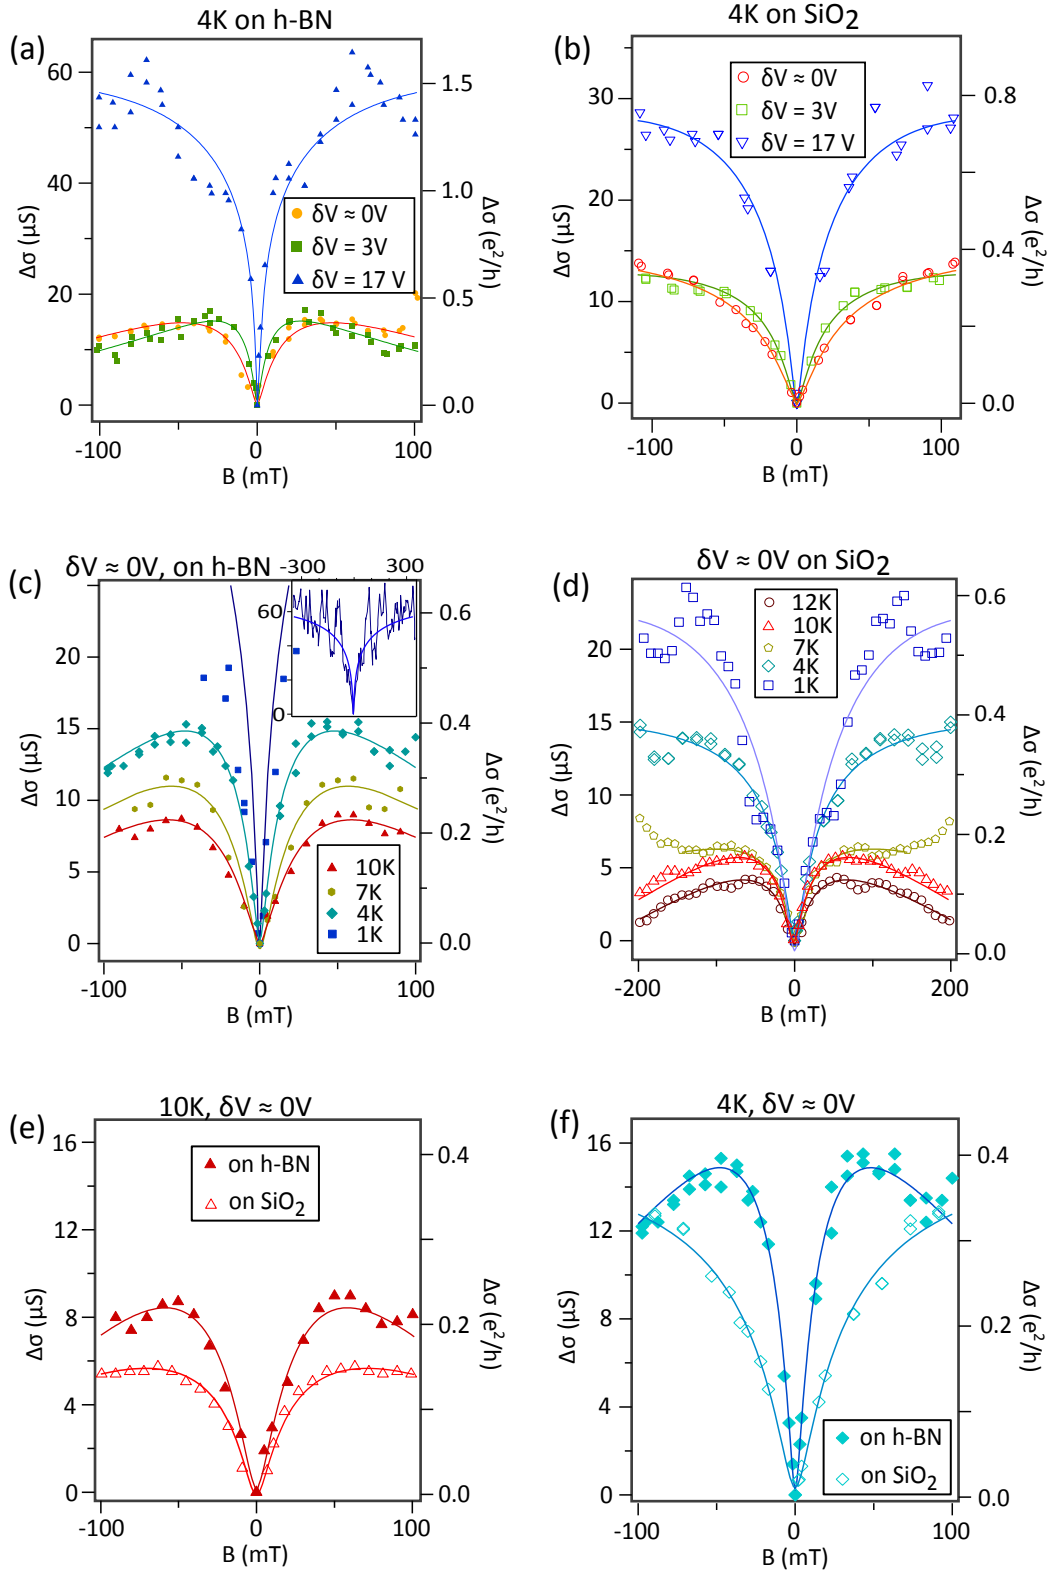 (a)
4K on h-BN
60
40
20
0
Δσ (µS)
1.5
1.0
0.5
0.0
Δσ (e²/h)
δV ≈ 0V
δV = 3V
δV = 17 V
-100
0
100
B (mT)
(b)
4K on SiO₂
30
20
10
0
Δσ (µS)
0.8
0.4
0.0
Δσ (e²/h)
δV ≈ 0V
δV = 3V
δV = 17 V
-100
0
100
B (mT)
(c)
δV ≈ 0V, on h-BN
-300
300
60
0
20
15
10
5
0
Δσ (µS)
0.6
0.4
0.2
0.0
Δσ (e²/h)
10K
7K
4K
1K
-100
0
100
B (mT)
(d)
δV ≈ 0V on SiO₂
20
15
10
5
0
Δσ (µS)
0.6
0.4
0.2
0.0
Δσ (e²/h)
12K
10K
7K
4K
1K
-200
0
200
B (mT)
(e)
10K, δV ≈ 0V
16
12
8
4
0
Δσ (µS)
0.4
0.2
0.0
Δσ (e²/h)
on h-BN
on SiO₂
-100
0
100
B (mT)
(f)
4K, δV ≈ 0V
16
12
8
4
0
Δσ (µS)
0.4
0.2
0.0
Δσ (e²/h)
on h-BN
on SiO₂
-100
0
100
B (mT)